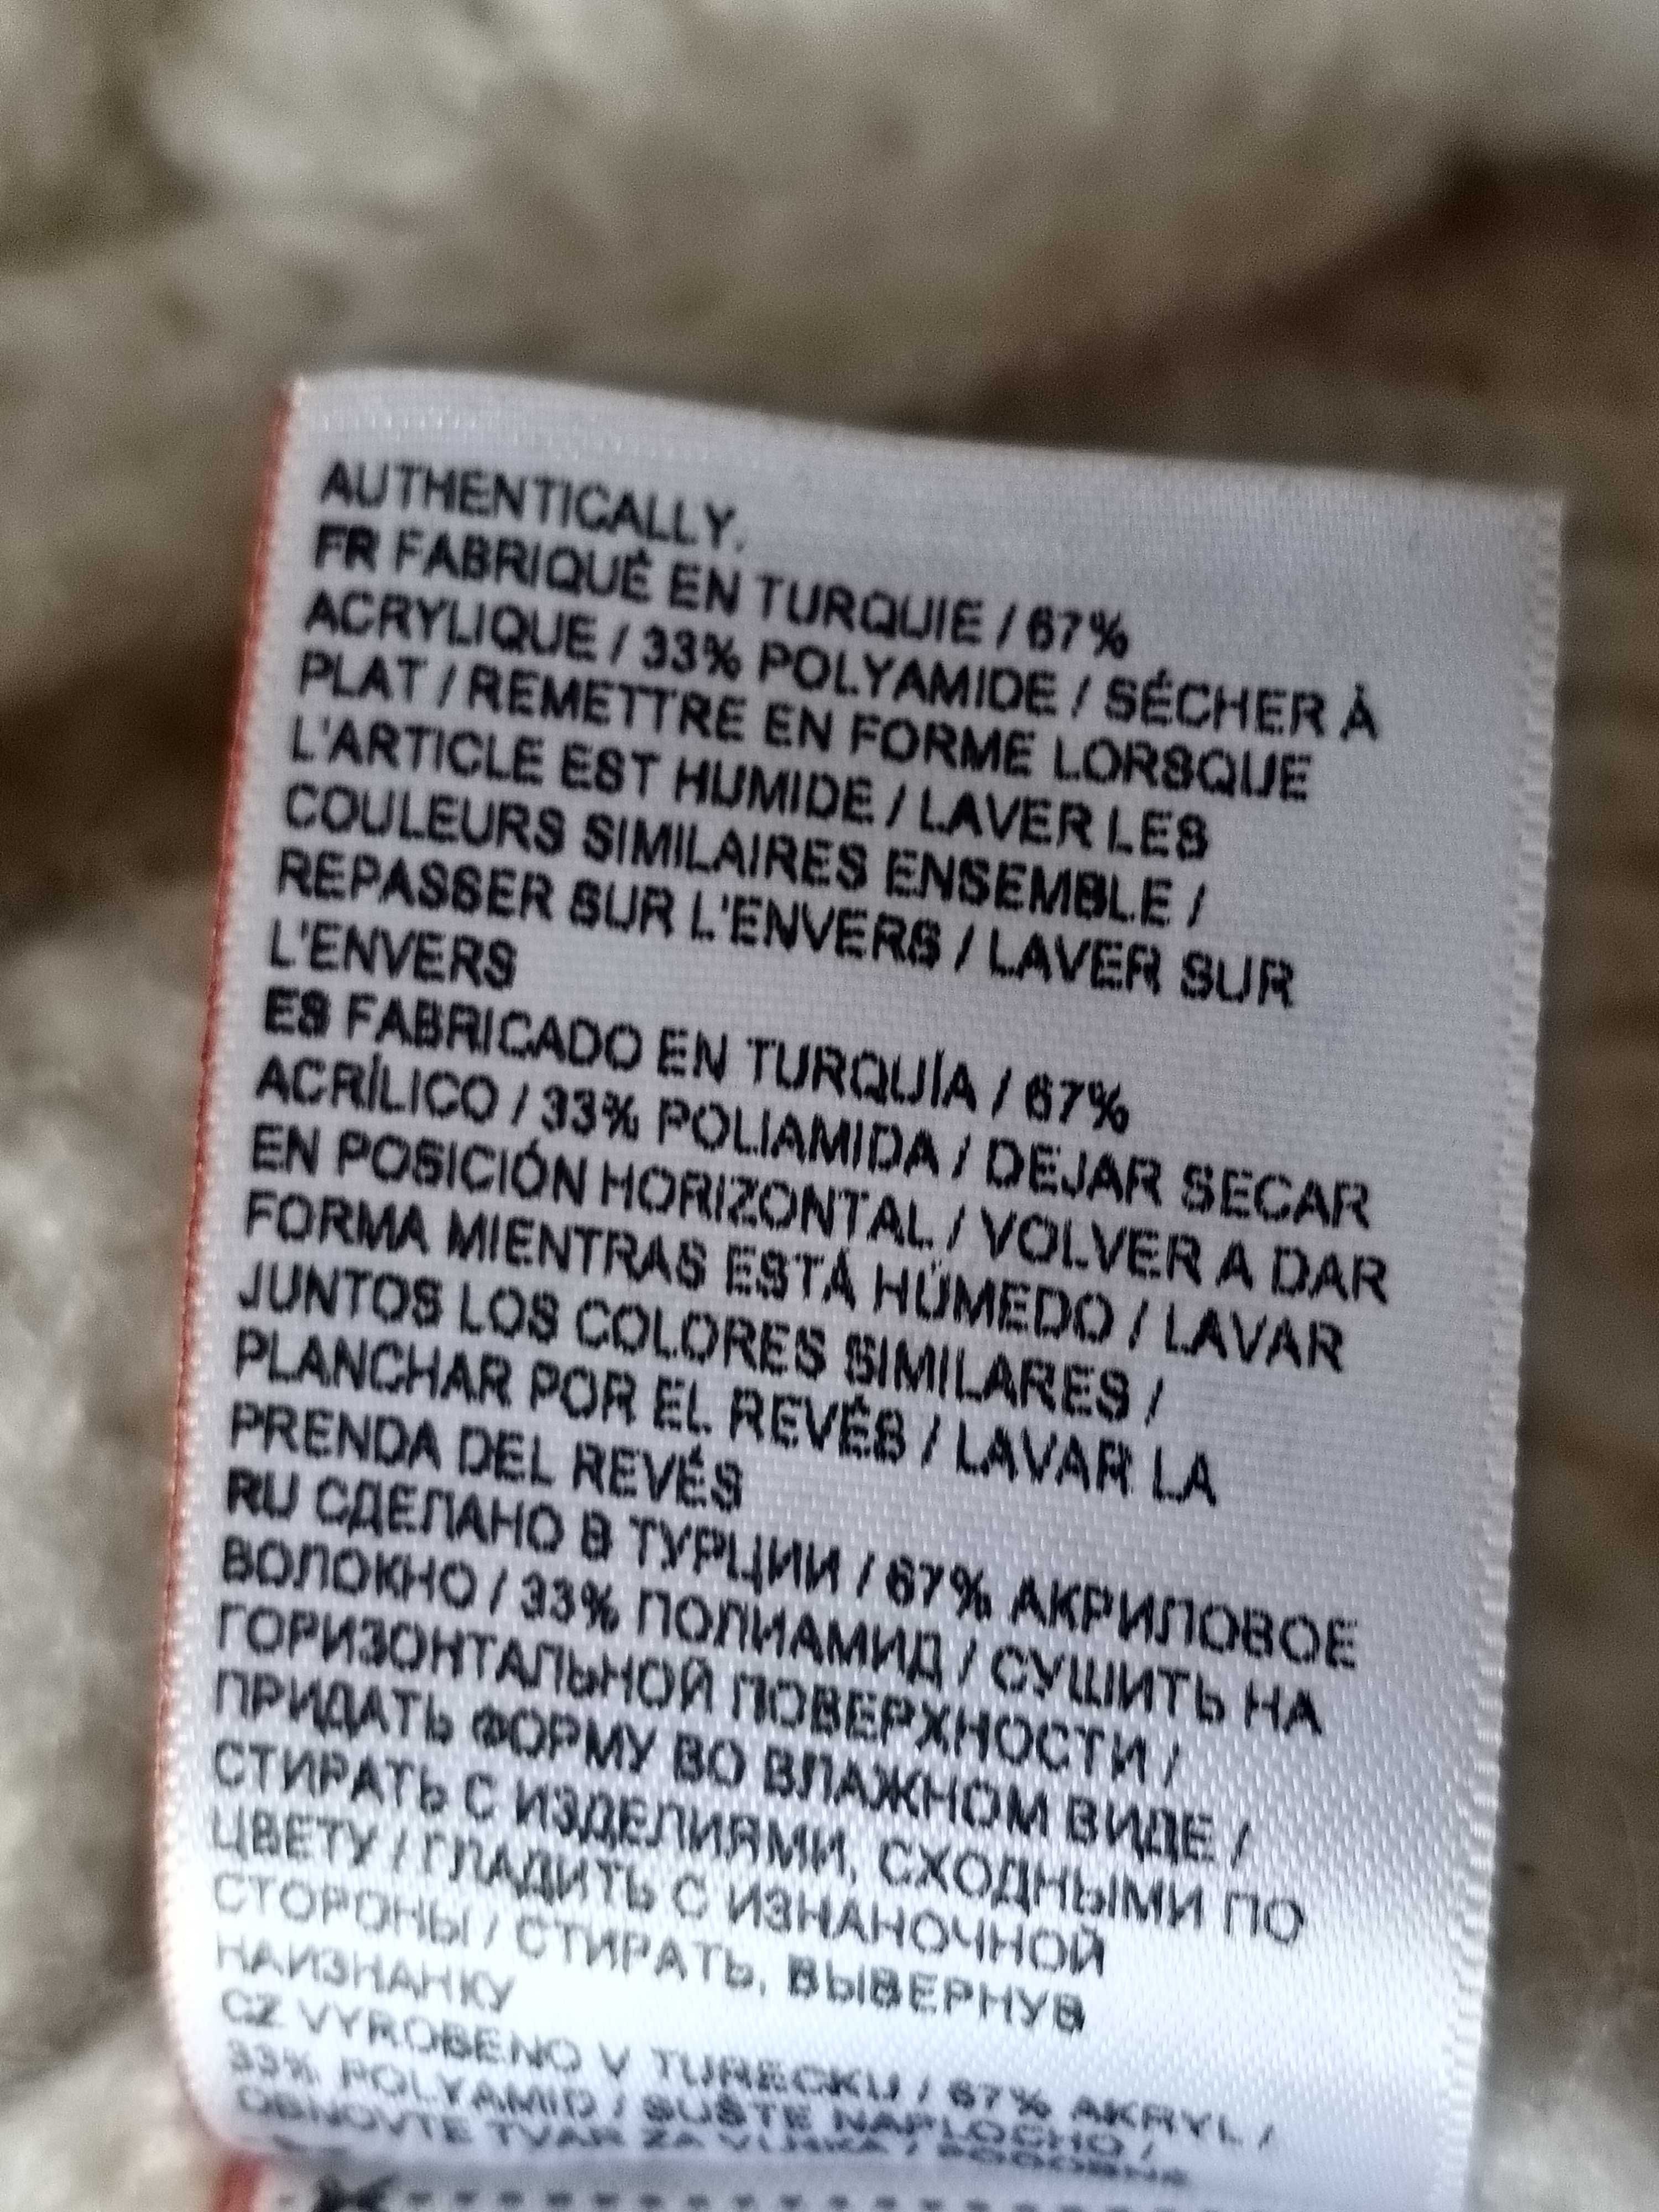 AUTHENTICALLY.
FR FABRIQUÉ EN TURQUIE / 67%
ACRYLIQUE / 33% POLYAMIDE / SÉCHER À
PLAT / REMETTRE EN FORME LORSQUE
L'ARTICLE EST HUMIDE / LAVER LES
COULEURS SIMILAIRES ENSEMBLE /
REPASSER SUR L'ENVERS / LAVER SUR
L'ENVERS
ES FABRICADO EN TURQUÍA / 67%
ACRÍLICO / 33% POLIAMIDA / DEJAR SECAR
EN POSICIÓN HORIZONTAL / VOLVER A DAR
FORMA MIENTRAS ESTÁ HÚMEDO / LAVAR
JUNTOS LOS COLORES SIMILARES /
PLANCHAR POR EL REVÉS / LAVAR LA
PRENDA DEL REVÉS
RU СДЕЛАНО В ТУРЦИИ / 67% АКРИЛОВОЕ
ВОЛОКНО / 33% ПОЛИАМИД / СУШИТЬ НА
ГОРИЗОНТАЛЬНОЙ ПОВЕРХНОСТИ /
ПРИДАТЬ ФОРМУ ВО ВЛАЖНОМ ВИДЕ /
СТИРАТЬ С ИЗДЕЛИЯМИ, СХОДНЫМИ ПО
ЦВЕТУ / ГЛАДИТЬ С ИЗНАНОЧНОЙ
СТОРОНЫ / СТИРАТЬ, ВЫВЕРНУВ
НАИЗНАНКУ
CZ VYROBENO V TURECKU / 67% AKRYL /
33% POLYAMID / SUŠTE NAPLOCHO /
OBNOVTE TVAR ZA VLHKA / PODOBNÉ